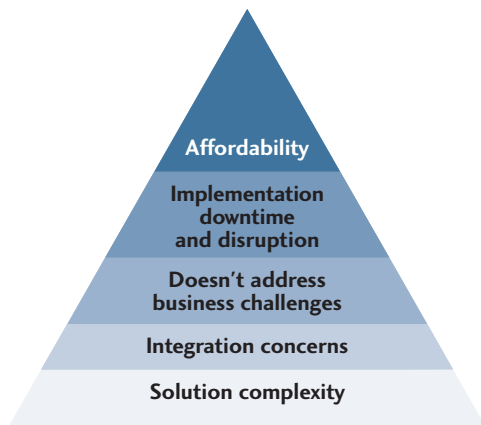 Affordability
Implementation
downtime
and disruption
Doesn’t address
business challenges
Integration concerns
Solution complexity